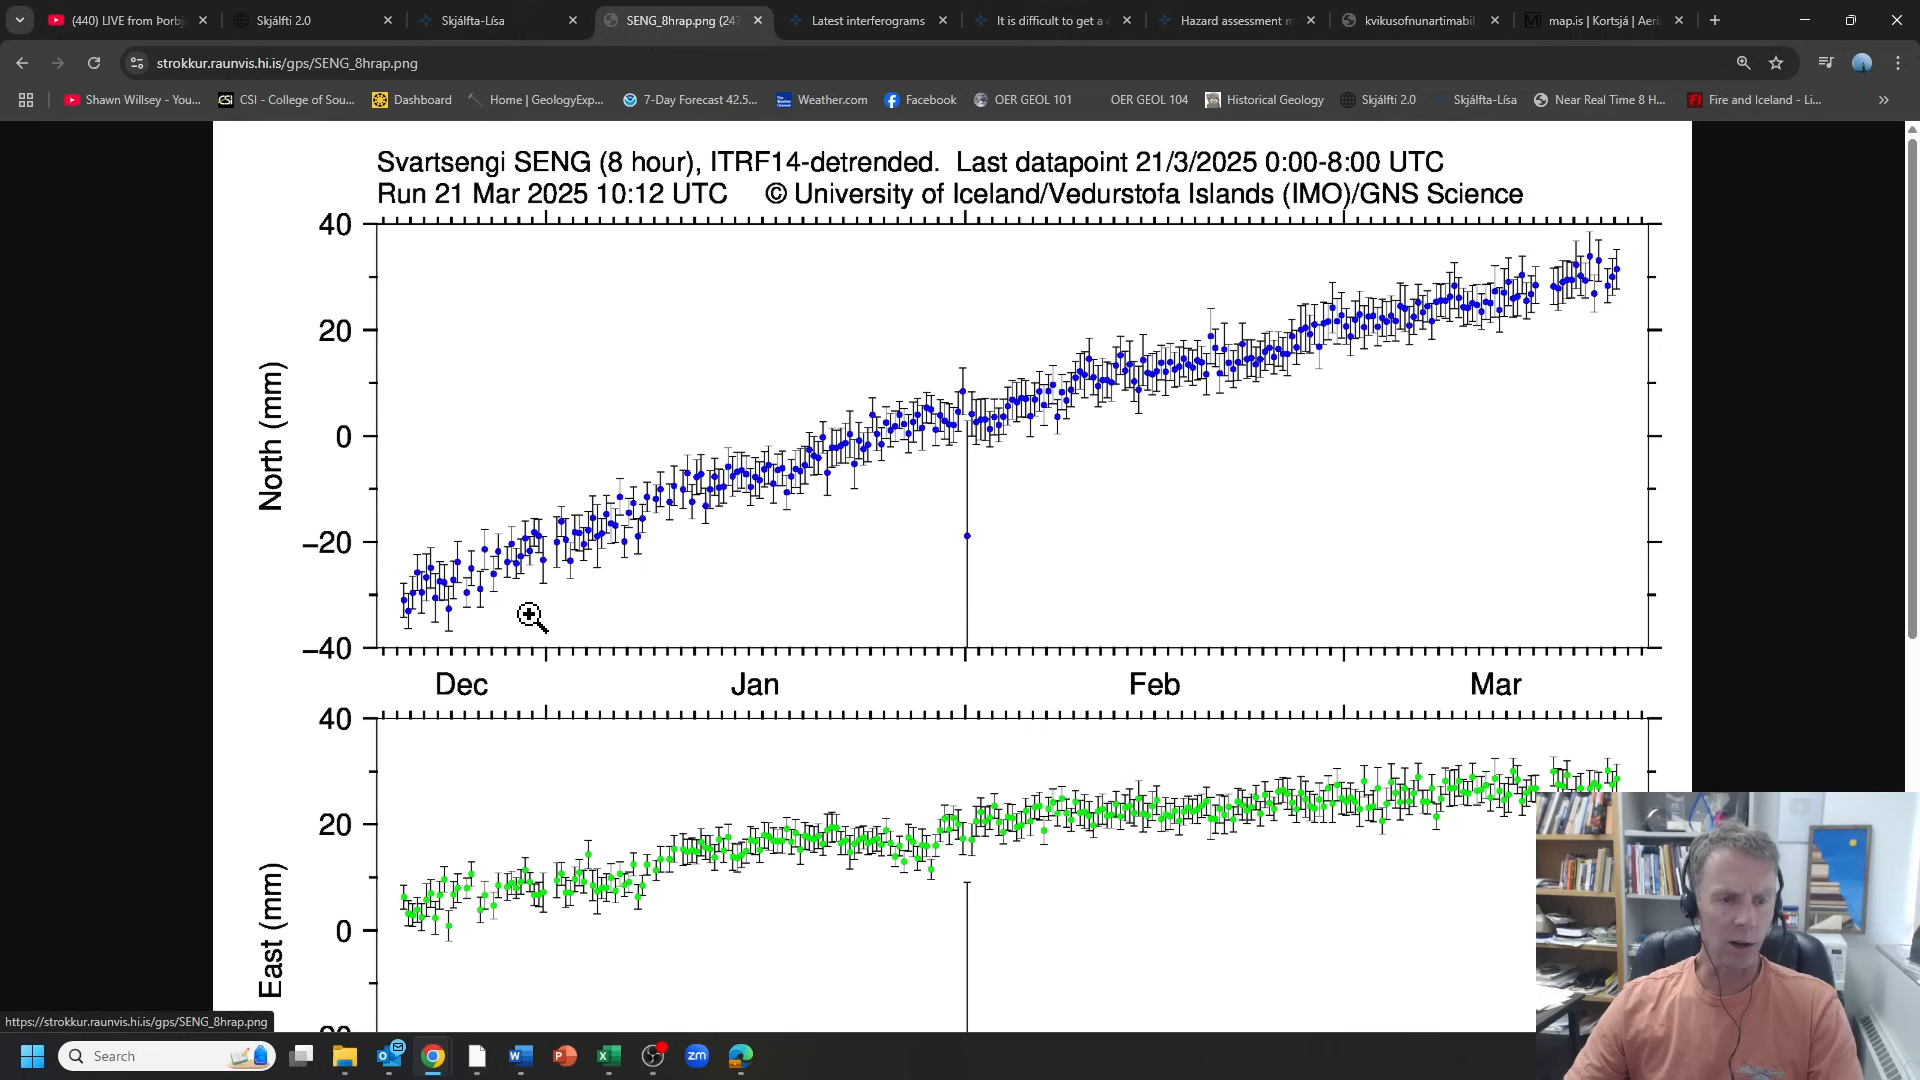 (440) LIVE from Þorbj
Skjálfti 2.0
Skjálfta-Lísa
SENG_8hrap.png (247
Latest interferograms
It is difficult to get a c
Hazard assessment m
kvikusofnunartimabil
map.is | Kortsjá | Aeri
strokkur.raunvis.hi.is/gps/SENG_8hrap.png
Shawn Willsey - You...
CSI - College of Sou...
Dashboard
Home | GeologyExp...
7-Day Forecast 42.5...
Weather.com
Facebook
OER GEOL 101
OER GEOL 104
Historical Geology
Skjálfti 2.0
Skjálfta-Lísa
Near Real Time 8 H...
Fire and Iceland - Li...
Svartsengi SENG (8 hour), ITRF14-detrended. Last datapoint 21/3/2025 0:00-8:00 UTC
Run 21 Mar 2025 10:12 UTC © University of Iceland/Vedurstofa Islands (IMO)/GNS Science
North (mm)
40
20
0
−20
−40
Dec
Jan
Feb
Mar
East (mm)
40
20
0
https://strokkur.raunvis.hi.is/gps/SENG_8hrap.png
Search
zm